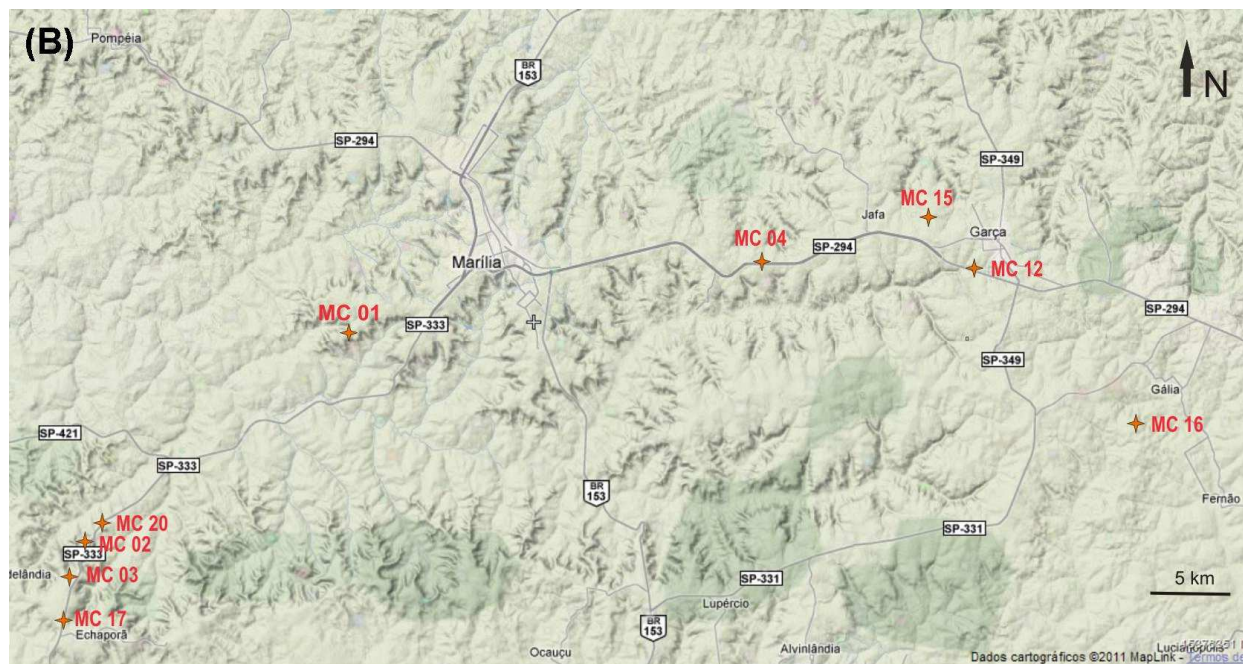 (B)
Pompéia
BR
153
N
SP-294
SP-349
MC 15
Jafa
Garça
MC 04
SP-294
Marília
MC 12
SP-294
MC 01
SP-333
SP-349
Gália
MC 16
SP-421
SP-333
BR
153
Fernão
MC 20
MC 02
SP-331
SP-333
delândia
MC 03
SP-331
5 km
Lupércio
MC 17
Echaporã
BR
153
Ocauçu
Alvinlândia
Dados cartográficos ©2011 MapLink - Termos de